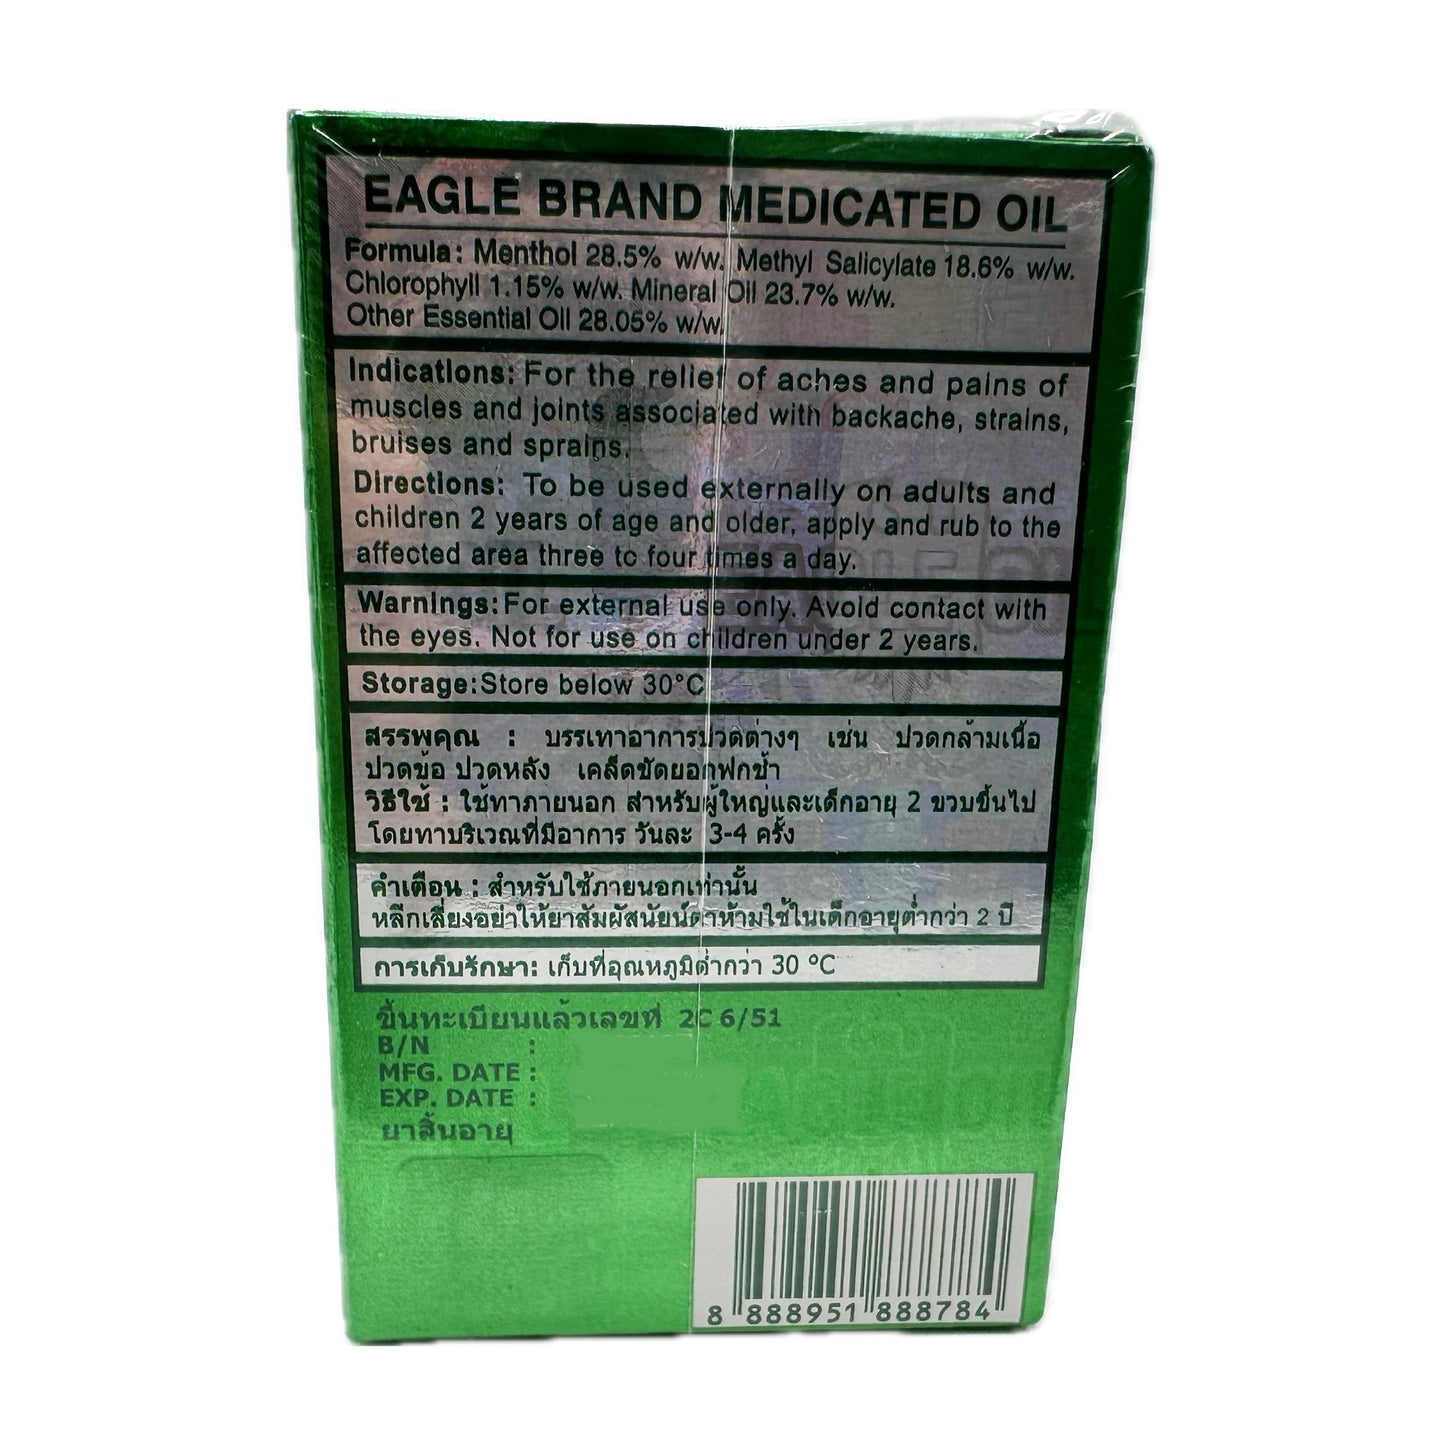 EAGLE BRAND MEDICATED OIL
Formula: Menthol 28.5% w/w. Methyl Salicylate 18.6% w/w.
Chlorophyll 1.15% w/w. Mineral Oil 23.7% w/w.
Other Essential Oil 28.05% w/w.
Indications: For the relief of aches and pains of
muscles and joints associated with backache, strains,
bruises and sprains.
Directions: To be used externally on adults and
children 2 years of age and older, apply and rub to the
affected area three to four times a day.
Warnings: For external use only. Avoid contact with
the eyes. Not for use on children under 2 years.
Storage: Store below 30°C
สรรพคุณ : บรรเทาอาการปวดต่างๆ เช่น ปวดกล้ามเนื้อ
ปวดข้อ ปวดหลัง เคล็ดขัดยอกฟกช้ำ
วิธีใช้ : ใช้ทาภายนอก สำหรับผู้ใหญ่และเด็กอายุ 2 ขวบขึ้นไป
โดยทาบริเวณที่มีอาการ วันละ 3-4 ครั้ง
คำเตือน : สำหรับใช้ภายนอกเท่านั้น
หลีกเลี่ยงอย่าให้ยาสัมผัสนัยน์ตาห้ามใช้ในเด็กอายุต่ำกว่า 2 ปี
การเก็บรักษา: เก็บที่อุณหภูมิต่ำกว่า 30 °C
ขึ้นทะเบียนแล้วเลขที่ 2C 6/51
B/N :
MFG. DATE :
EXP. DATE :
ยาสิ้นอายุ
8 888951 888784